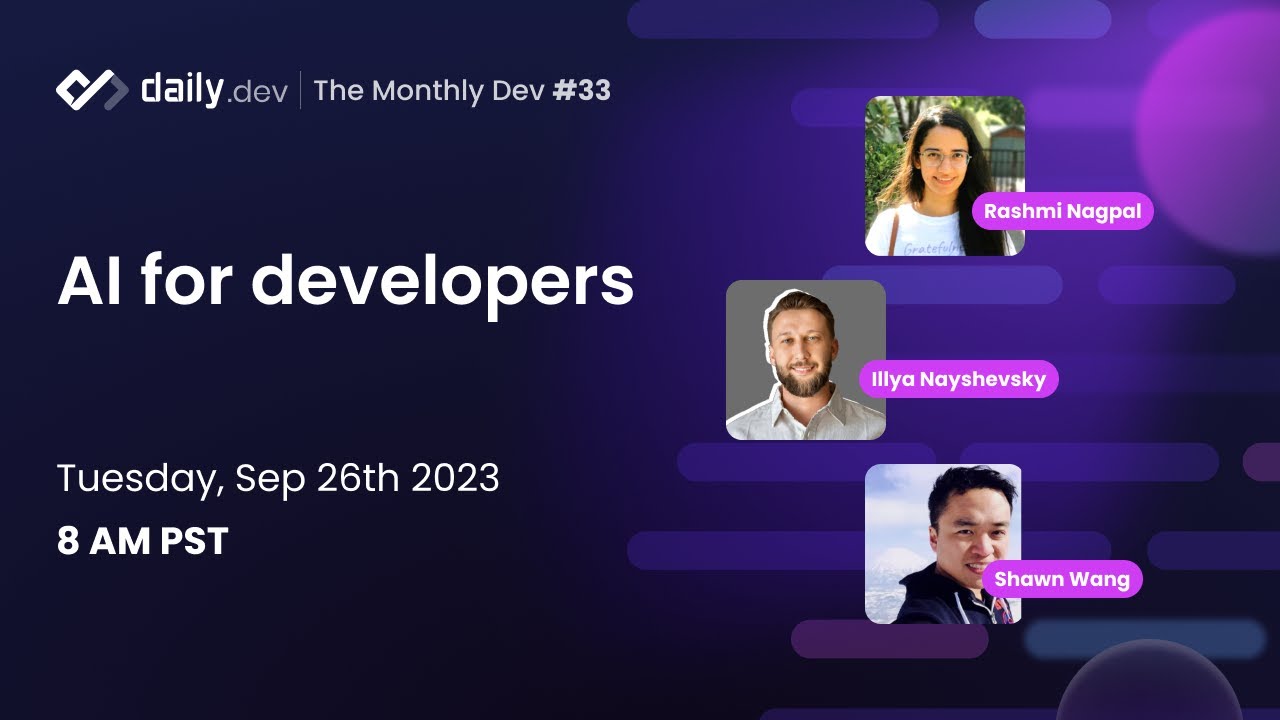 daily.dev | The Monthly Dev #33
AI for developers
Tuesday, Sep 26th 2023
8 AM PST
Rashmi Nagpal
Illya Nayshevsky
Shawn Wang